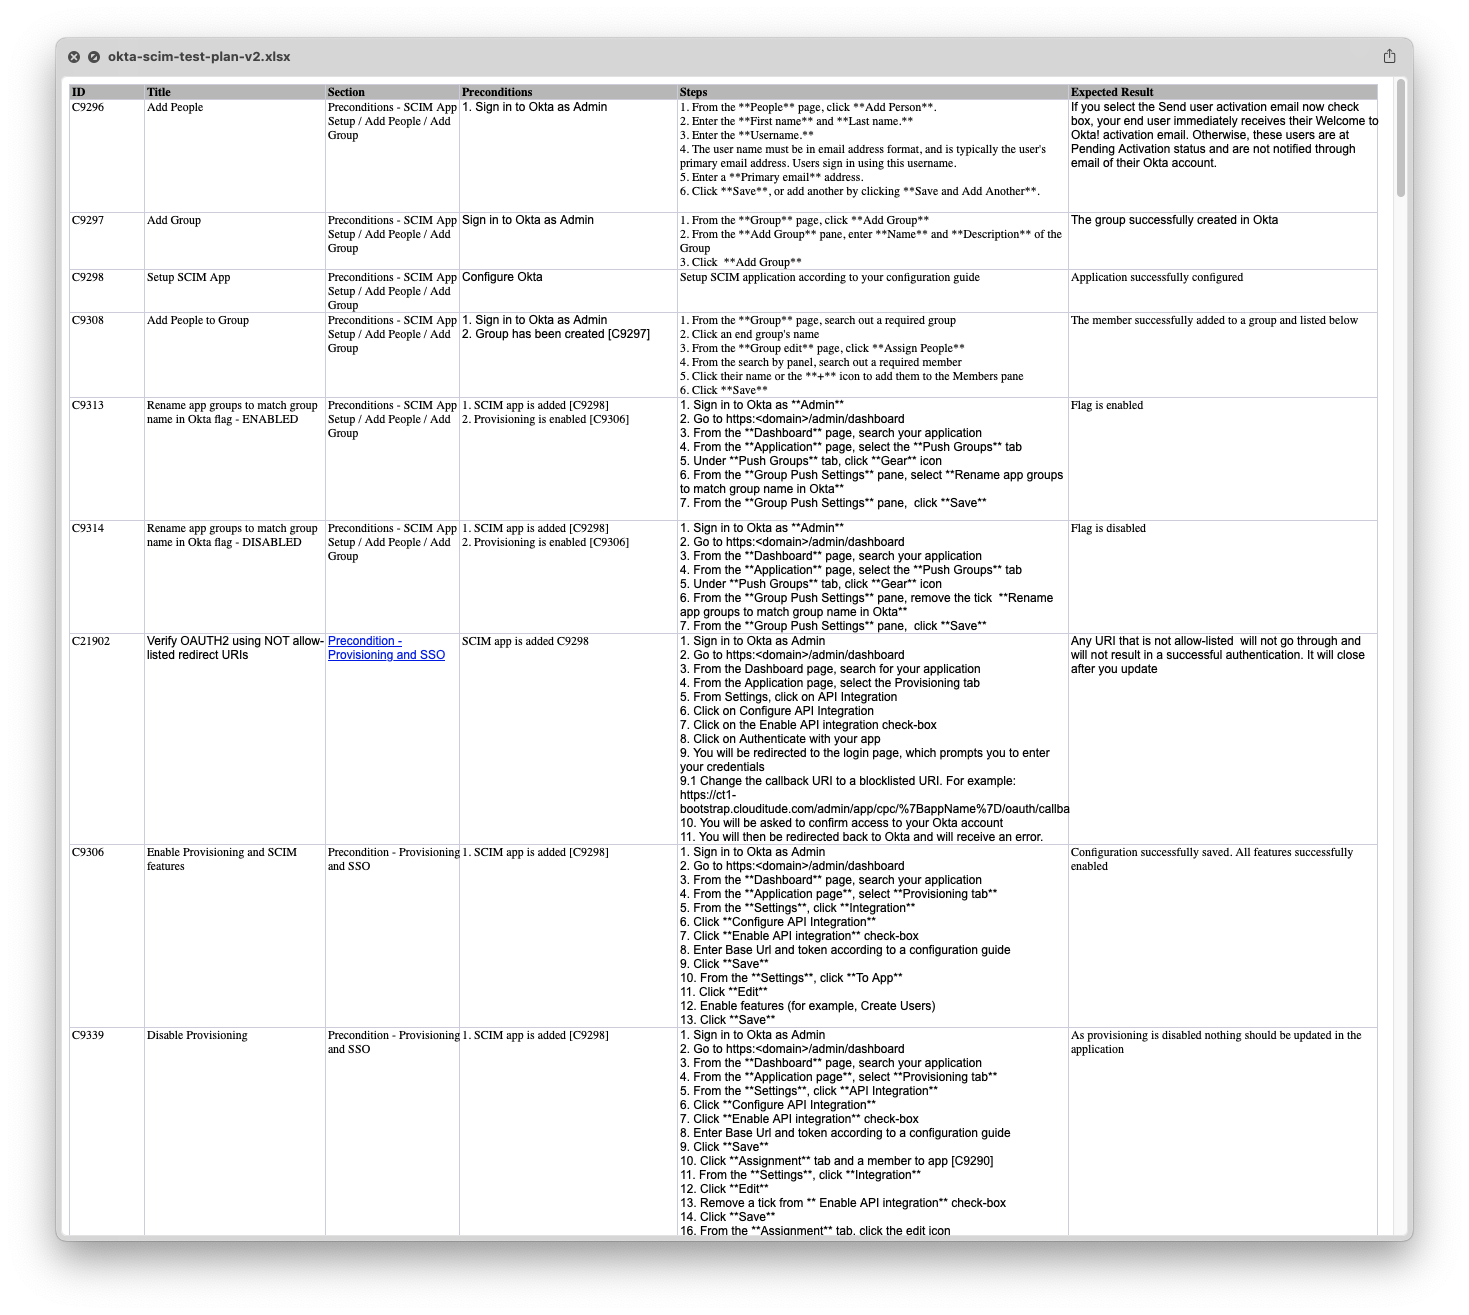 okta-scim-test-plan-v2.xlsx
ID Title Section Preconditions Steps Expected Result
C9296
Add People
Preconditions - SCIM App
Setup / Add People / Add
Group
1. Sign in to Okta as Admin
1. From the **People** page, click **Add Person**.
2. Enter the **First name** and **Last name.**
3. Enter the **Username.**
4. The user name must be in email address format, and is typically the user's
primary email address. Users sign in using this username.
5. Enter a **Primary email** address.
6. Click **Save**, or add another by clicking **Save and Add Another**.
If you select the Send user activation email now check
box, your end user immediately receives their Welcome to
Okta! activation email. Otherwise, these users are at
Pending Activation status and are not notified through
email of their Okta account.
C9297
Add Group
Preconditions - SCIM App
Setup / Add People / Add
Group
Sign in to Okta as Admin
1. From the **Group** page, click **Add Group**
2. From the **Add Group** pane, enter **Name** and **Description** of the
Group
3. Click  **Add Group**
The group successfully created in Okta
C9298
Setup SCIM App
Preconditions - SCIM App
Setup / Add People / Add
Group
Configure Okta
Setup SCIM application according to your configuration guide
Application successfully configured
C9308
Add People to Group
Preconditions - SCIM App
Setup / Add People / Add
Group
1. Sign in to Okta as Admin
2. Group has been created [C9297]
1. From the **Group** page, search out a required group
2. Click an end group's name
3. From the **Group edit** page, click **Assign People**
4. From the search by panel, search out a required member
5. Click their name or the **+** icon to add them to the Members pane
6. Click **Save**
The member successfully added to a group and listed below
C9313
Rename app groups to match group
name in Okta flag - ENABLED
Preconditions - SCIM App
Setup / Add People / Add
Group
1. SCIM app is added [C9298]
2. Provisioning is enabled [C9306]
1. Sign in to Okta as **Admin**
2. Go to https:<domain>/admin/dashboard
3. From the **Dashboard** page, search your application
4. From the **Application** page, select the **Push Groups** tab
5. Under **Push Groups** tab, click **Gear** icon
6. From the **Group Push Settings** pane, select **Rename app groups
to match group name in Okta**
7. From the **Group Push Settings** pane,  click **Save**
Flag is enabled
C9314
Rename app groups to match group
name in Okta flag - DISABLED
Preconditions - SCIM App
Setup / Add People / Add
Group
1. SCIM app is added [C9298]
2. Provisioning is enabled [C9306]
1. Sign in to Okta as **Admin**
2. Go to https:<domain>/admin/dashboard
3. From the **Dashboard** page, search your application
4. From the **Application** page, select the **Push Groups** tab
5. Under **Push Groups** tab, click **Gear** icon
6. From the **Group Push Settings** pane, remove the tick  **Rename
app groups to match group name in Okta**
7. From the **Group Push Settings** pane,  click **Save**
Flag is disabled
C21902
Verify OAUTH2 using NOT allow-
listed redirect URIs
Precondition -
Provisioning and SSO
SCIM app is added C9298
1. Sign in to Okta as Admin
2. Go to https:<domain>/admin/dashboard
3. From the Dashboard page, search for your application
4. From the Application page, select the Provisioning tab
5. From Settings, click on API Integration
6. Click on Configure API Integration
7. Click on the Enable API integration check-box
8. Click on Authenticate with your app
9. You will be redirected to the login page, which prompts you to enter
your credentials
9.1 Change the callback URI to a blocklisted URI. For example:
https://ct1-
bootstrap.clouditude.com/admin/app/cpc/%7BappName%7D/oauth/callba
10. You will be asked to confirm access to your Okta account
11. You will then be redirected back to Okta and will receive an error.
Any URI that is not allow-listed  will not go through and
will not result in a successful authentication. It will close
after you update
C9306
Enable Provisioning and SCIM
features
Precondition - Provisioning
and SSO
1. SCIM app is added [C9298]
1. Sign in to Okta as Admin
2. Go to https:<domain>/admin/dashboard
3. From the **Dashboard** page, search your application
4. From the **Application page**, select **Provisioning tab**
5. From the **Settings**, click **Integration**
6. Click **Configure API Integration**
7. Click **Enable API integration** check-box
8. Enter Base Url and token according to a configuration guide
9. Click **Save**
10. From the **Settings**, click **To App**
11. Click **Edit**
12. Enable features (for example, Create Users)
13. Click **Save**
Configuration successfully saved. All features successfully
enabled
C9339
Disable Provisioning
Precondition - Provisioning
and SSO
1. SCIM app is added [C9298]
1. Sign in to Okta as Admin
2. Go to https:<domain>/admin/dashboard
3. From the **Dashboard** page, search your application
4. From the **Application page**, select **Provisioning tab**
5. From the **Settings**, click **API Integration**
6. Click **Configure API Integration**
7. Click **Enable API integration** check-box
8. Enter Base Url and token according to a configuration guide
9. Click **Save**
10. Click **Assignment** tab and a member to app [C9290]
11. From the **Settings**, click **Integration**
12. Click **Edit**
13. Remove a tick from ** Enable API integration** check-box
14. Click **Save**
16. From the **Assignment** tab, click the edit icon
As provisioning is disabled nothing should be updated in the
application